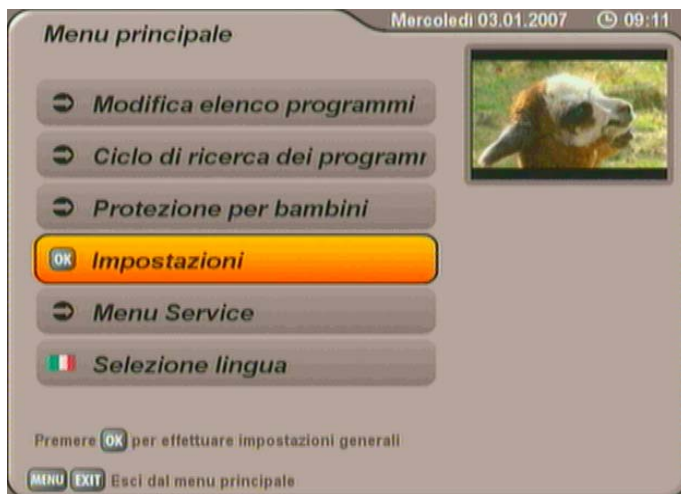 Menu principale
Mercoledì 03.01.2007 09:11
Modifica elenco programmi
Ciclo di ricerca dei programr
Protezione per bambini
OK Impostazioni
Menu Service
Selezione lingua
Premere OK per effettuare impostazioni generali
MENU EXIT Esci dal menu principale